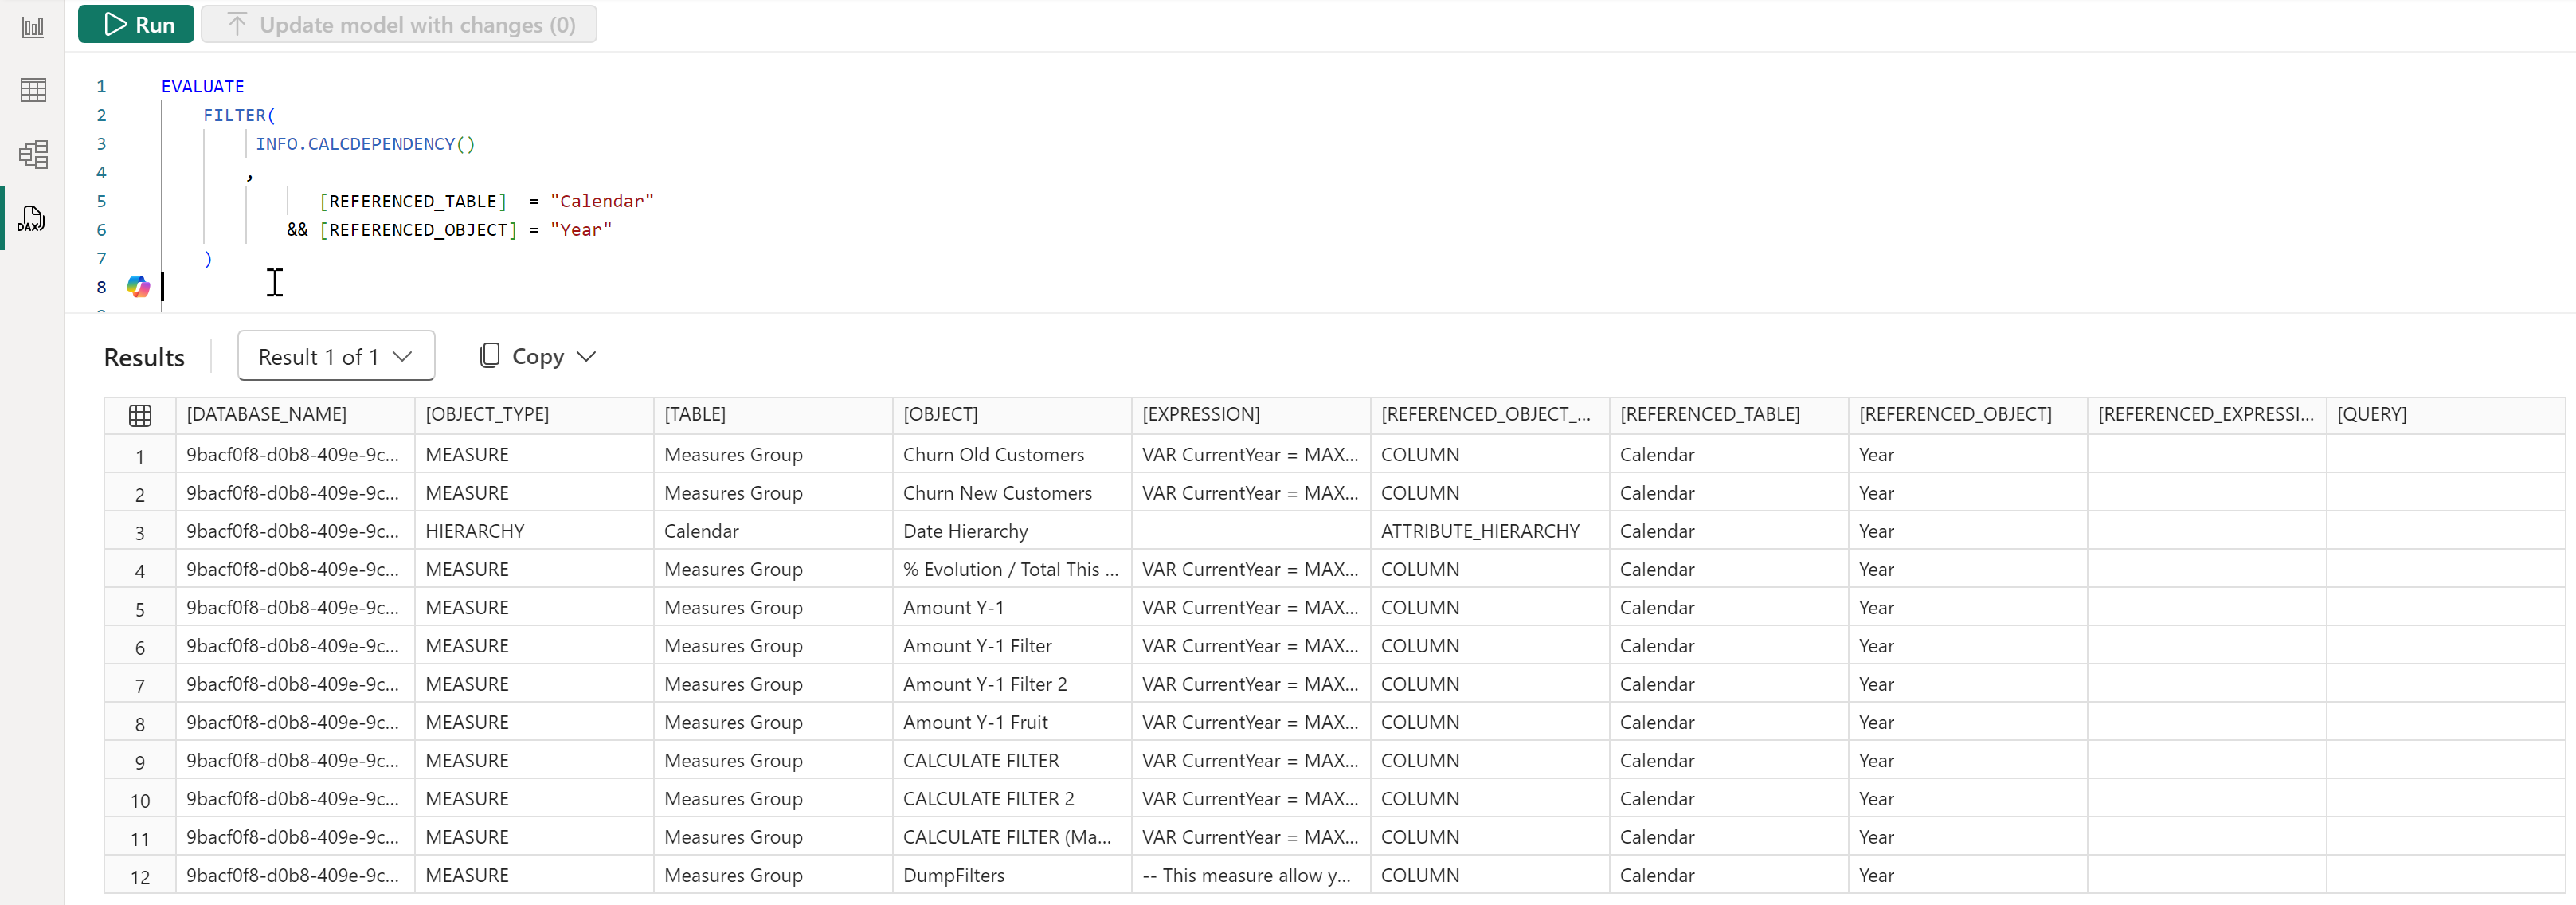 Run Update model with changes (0)
1 EVALUATE
2 FILTER(
3 INFO.CALCDEPENDENCY()
4 ,
5 [REFERENCED_TABLE] = "Calendar"
6 && [REFERENCED_OBJECT] = "Year"
7 )
8
DAX
Results Result 1 of 1 Copy
[DATABASE_NAME] [OBJECT_TYPE] [TABLE] [OBJECT] [EXPRESSION] [REFERENCED_OBJECT_... [REFERENCED_TABLE] [REFERENCED_OBJECT] [REFERENCED_EXPRESSI... [QUERY]
1 9bacf0f8-d0b8-409e-9c... MEASURE Measures Group Churn Old Customers VAR CurrentYear = MAX... COLUMN Calendar Year
2 9bacf0f8-d0b8-409e-9c... MEASURE Measures Group Churn New Customers VAR CurrentYear = MAX... COLUMN Calendar Year
3 9bacf0f8-d0b8-409e-9c... HIERARCHY Calendar Date Hierarchy ATTRIBUTE_HIERARCHY Calendar Year
4 9bacf0f8-d0b8-409e-9c... MEASURE Measures Group % Evolution / Total This ... VAR CurrentYear = MAX... COLUMN Calendar Year
5 9bacf0f8-d0b8-409e-9c... MEASURE Measures Group Amount Y-1 VAR CurrentYear = MAX... COLUMN Calendar Year
6 9bacf0f8-d0b8-409e-9c... MEASURE Measures Group Amount Y-1 Filter VAR CurrentYear = MAX... COLUMN Calendar Year
7 9bacf0f8-d0b8-409e-9c... MEASURE Measures Group Amount Y-1 Filter 2 VAR CurrentYear = MAX... COLUMN Calendar Year
8 9bacf0f8-d0b8-409e-9c... MEASURE Measures Group Amount Y-1 Fruit VAR CurrentYear = MAX... COLUMN Calendar Year
9 9bacf0f8-d0b8-409e-9c... MEASURE Measures Group CALCULATE FILTER VAR CurrentYear = MAX... COLUMN Calendar Year
10 9bacf0f8-d0b8-409e-9c... MEASURE Measures Group CALCULATE FILTER 2 VAR CurrentYear = MAX... COLUMN Calendar Year
11 9bacf0f8-d0b8-409e-9c... MEASURE Measures Group CALCULATE FILTER (Ma... VAR CurrentYear = MAX... COLUMN Calendar Year
12 9bacf0f8-d0b8-409e-9c... MEASURE Measures Group DumpFilters -- This measure allow y... COLUMN Calendar Year